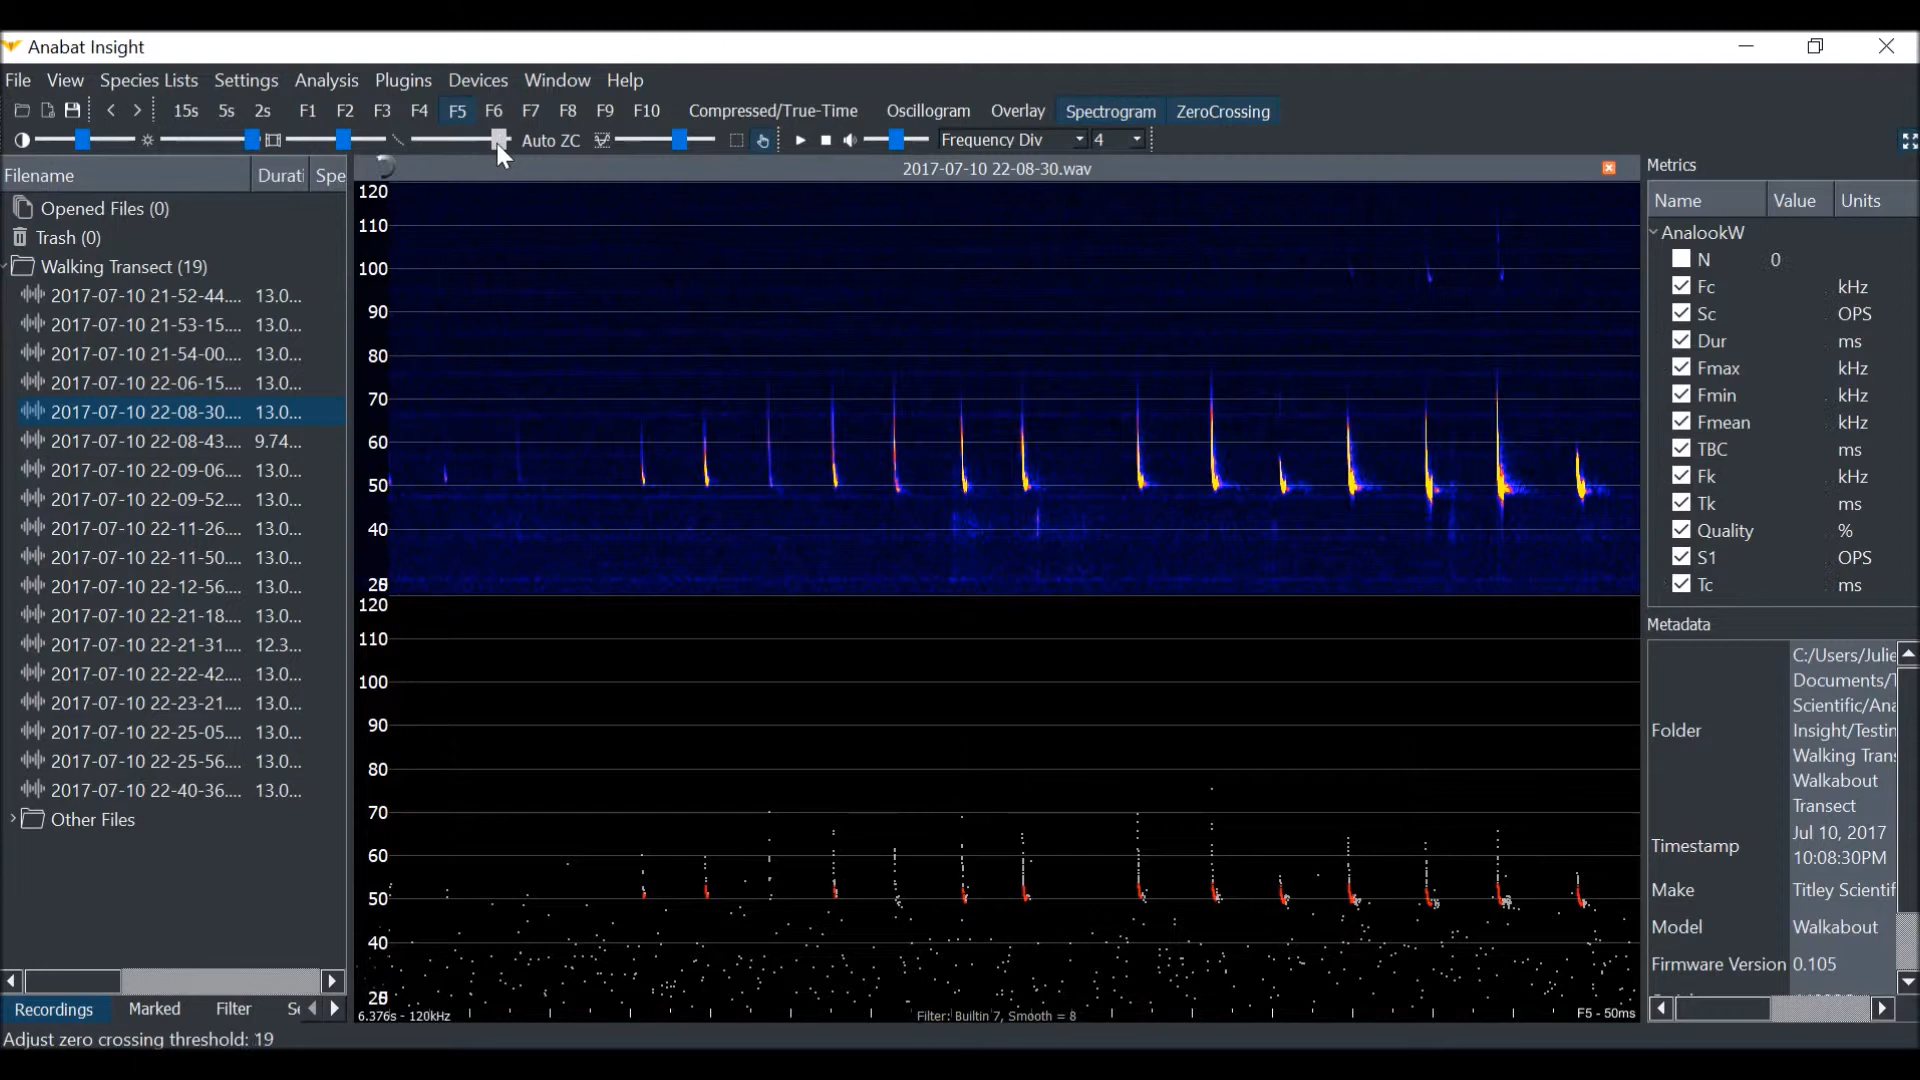 Anabat Insight
File View Species Lists Settings Analysis Plugins Devices Window Help
15s 5s 2s F1 F2 F3 F4 F5 F6 F7 F8 F9 F10 Compressed/True-Time Oscillogram Overlay Spectrogram ZeroCrossing
Auto ZC Frequency Div 4
Filename Durati Spe
Opened Files (0)
Trash (0)
Walking Transect (19)
2017-07-10 21-52-44.... 13.0...
2017-07-10 21-53-15.... 13.0...
2017-07-10 21-54-00.... 13.0...
2017-07-10 22-06-15.... 13.0...
2017-07-10 22-08-30.... 13.0...
2017-07-10 22-08-43.... 9.74...
2017-07-10 22-09-06.... 13.0...
2017-07-10 22-09-52.... 13.0...
2017-07-10 22-11-26.... 13.0...
2017-07-10 22-11-50.... 13.0...
2017-07-10 22-12-56.... 13.0...
2017-07-10 22-21-18.... 13.0...
2017-07-10 22-21-31.... 12.3...
2017-07-10 22-22-42.... 13.0...
2017-07-10 22-23-21.... 13.0...
2017-07-10 22-25-05.... 13.0...
2017-07-10 22-25-56.... 13.0...
2017-07-10 22-40-36.... 13.0...
Other Files
Recordings Marked Filter
Adjust zero crossing threshold: 19
2017-07-10 22-08-30.wav
120
110
100
90
80
70
60
50
40
120
110
100
90
80
70
60
50
40
6.376s - 120kHz Filter: Builtin 7, Smooth = 8 F5 - 50ms
Metrics
Name Value Units
AnalookW
N 0
Fc kHz
Sc OPS
Dur ms
Fmax kHz
Fmin kHz
Fmean kHz
TBC ms
Fk kHz
Tk ms
Quality %
S1 OPS
Tc ms
Metadata
C:/Users/Julie
Documents/T
Scientific/Ana
Folder Insight/Testin
Walking Trans
Walkabout
Transect
Timestamp Jul 10, 2017
10:08:30PM
Make Titley Scientif
Model Walkabout
Firmware Version 0.105